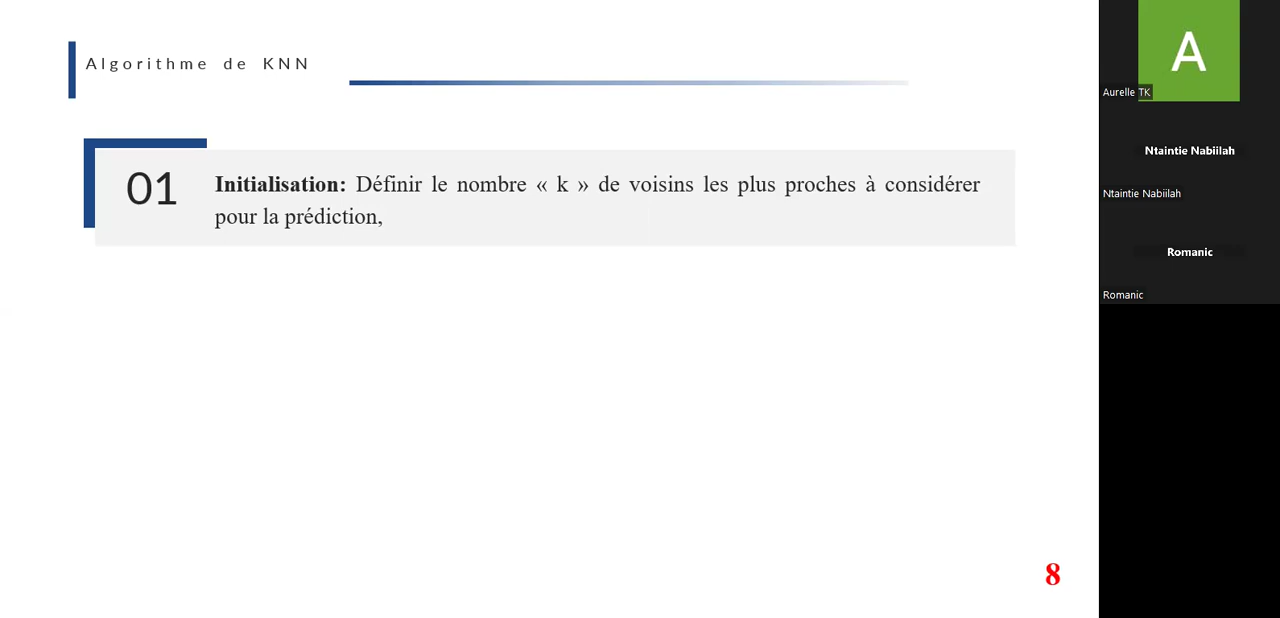 Algorithme de KNN
01
Initialisation: Définir le nombre « k » de voisins les plus proches à considérer
pour la prédiction,
8
A
Aurelle TK
Ntaintie Nabiilah
Ntaintie Nabiilah
Romanic
Romanic